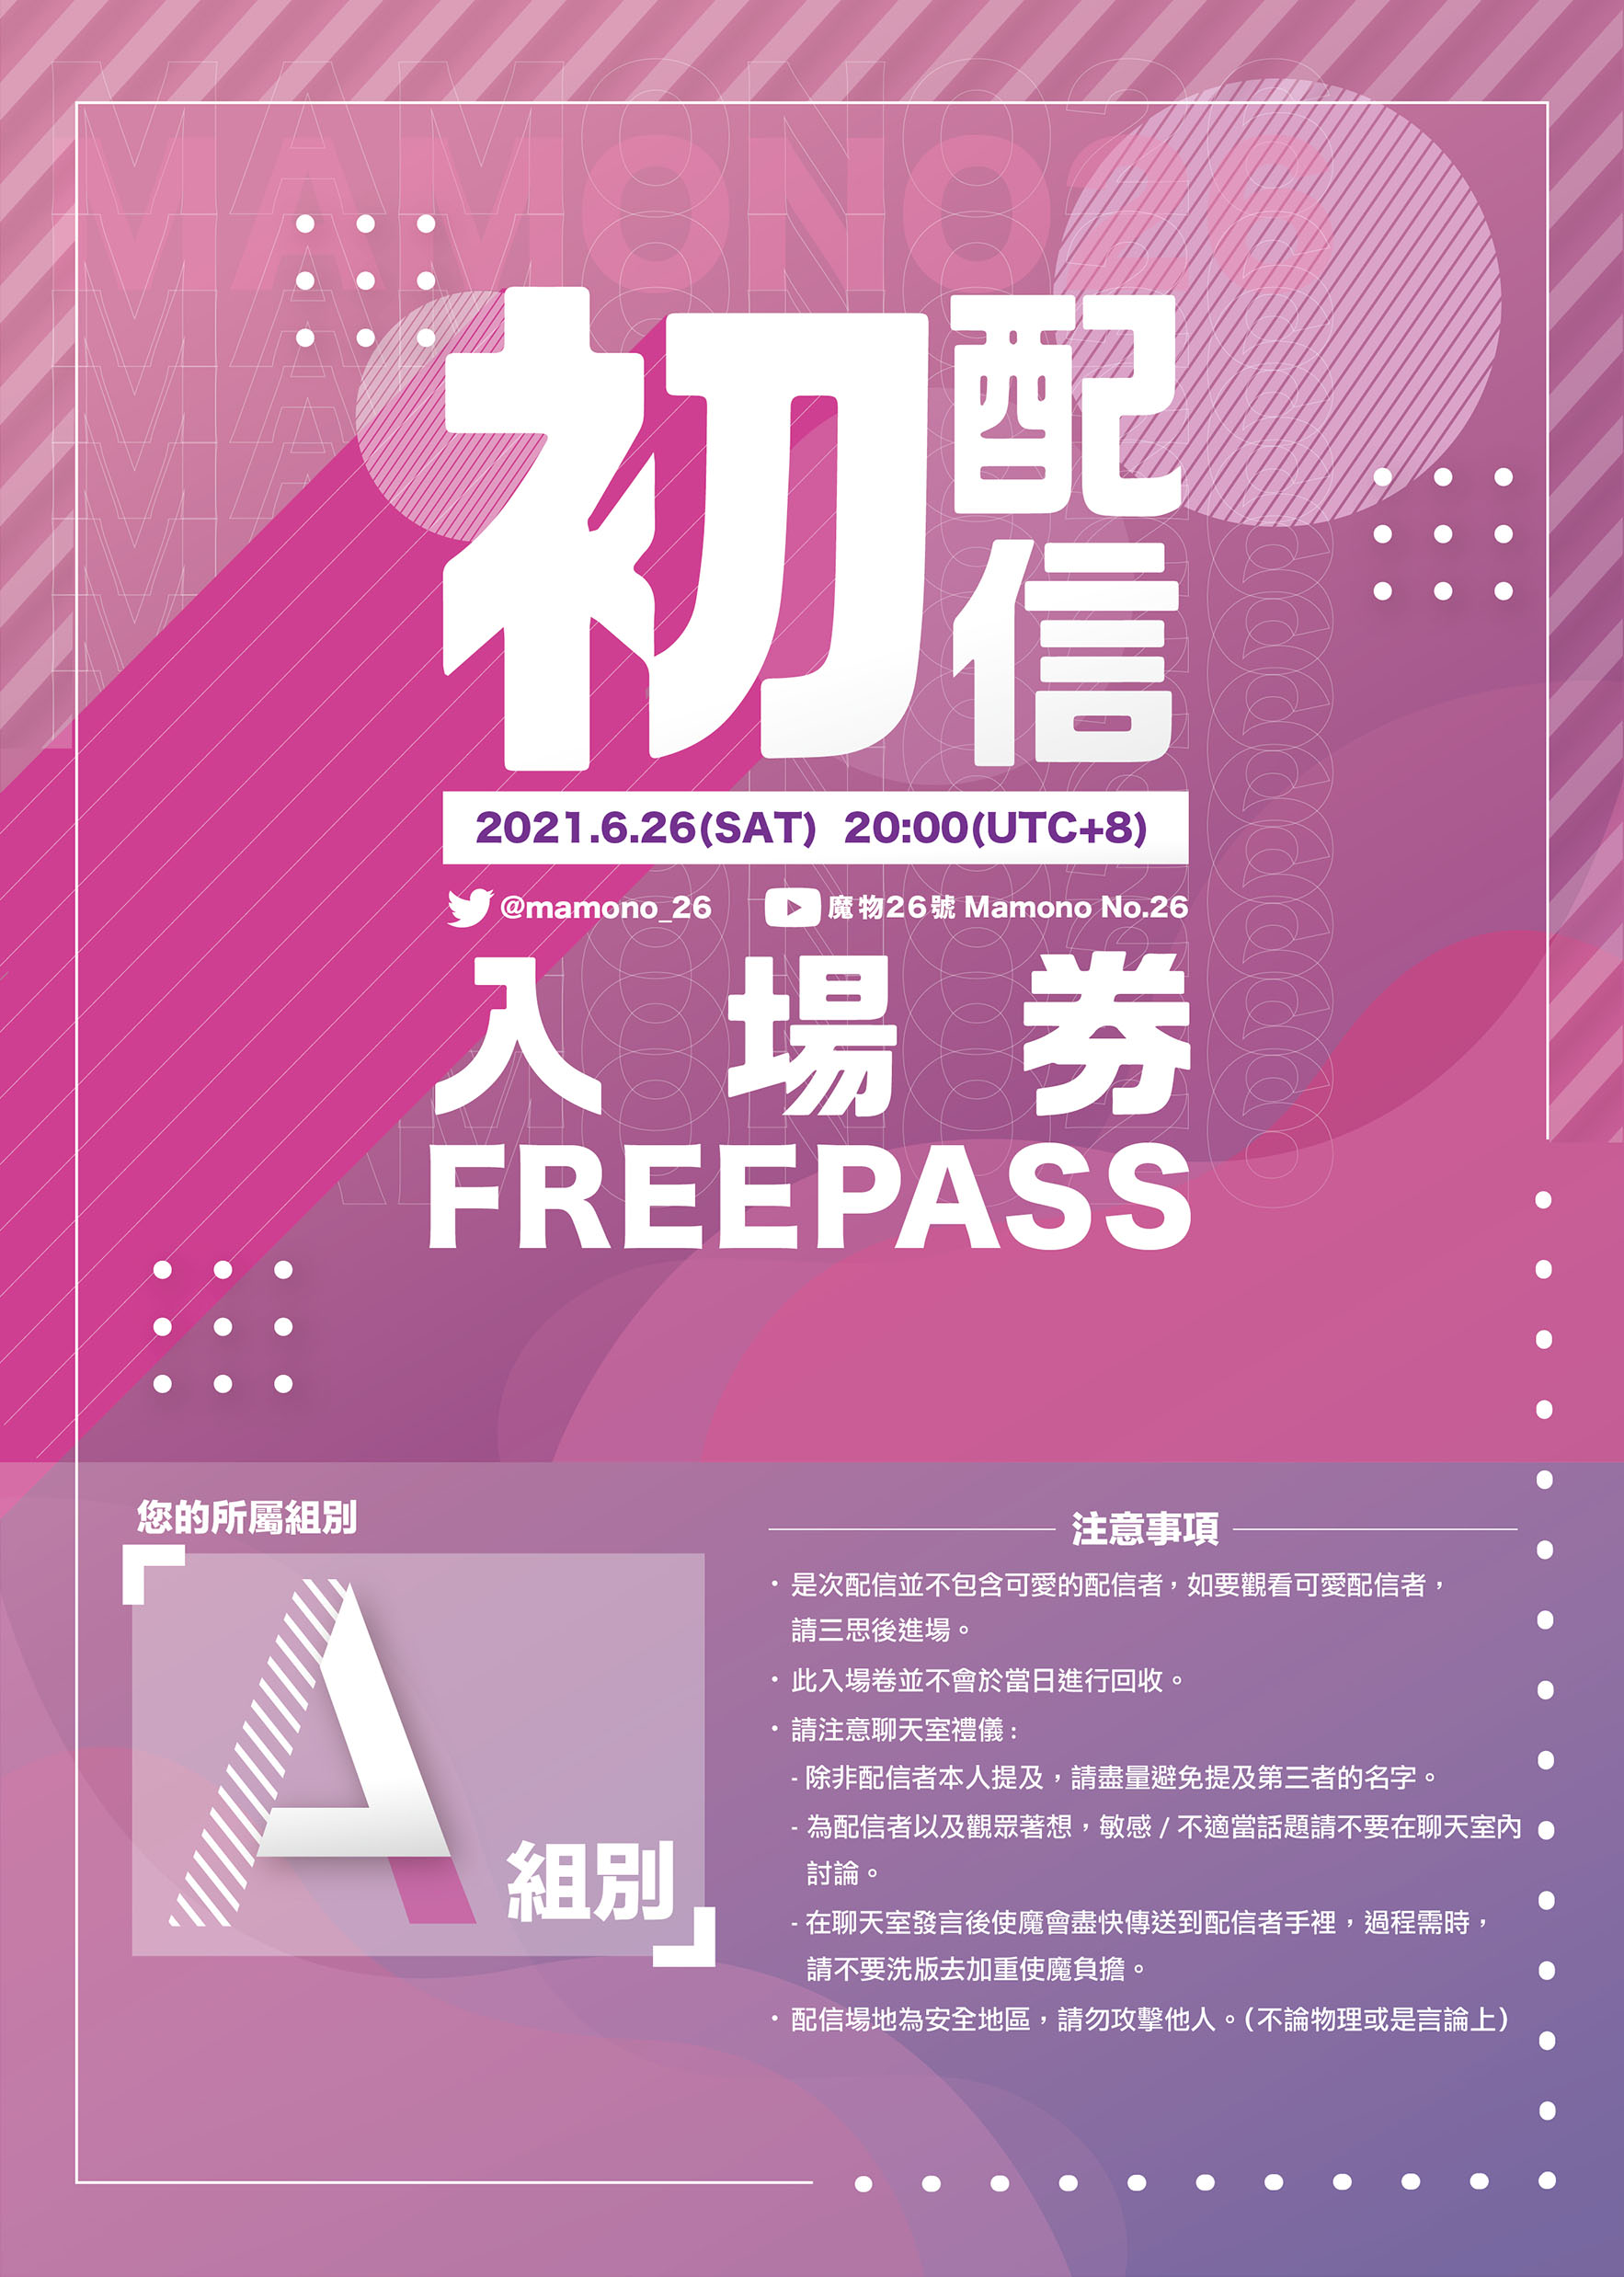 MAMONO26
初配信
2021.6.26(SAT) 20:00(UTC+8)
@mamono_26 魔物26號 Mamono No.26
入場券
FREEPASS
您的所屬組別
A組別
注意事項
・是次配信並不包含可愛的配信者，如要觀看可愛配信者，
請三思後進場。
・此入場卷並不會於當日進行回收。
・請注意聊天室禮儀：
- 除非配信者本人提及，請盡量避免提及第三者的名字。
- 為配信者以及觀眾著想，敏感 / 不適當話題請不要在聊天室內
討論。
- 在聊天室發言後使魔會盡快傳送到配信者手裡，過程需時，
請不要洗版去加重使魔負擔。
・配信場地為安全地區，請勿攻擊他人。(不論物理或是言論上)